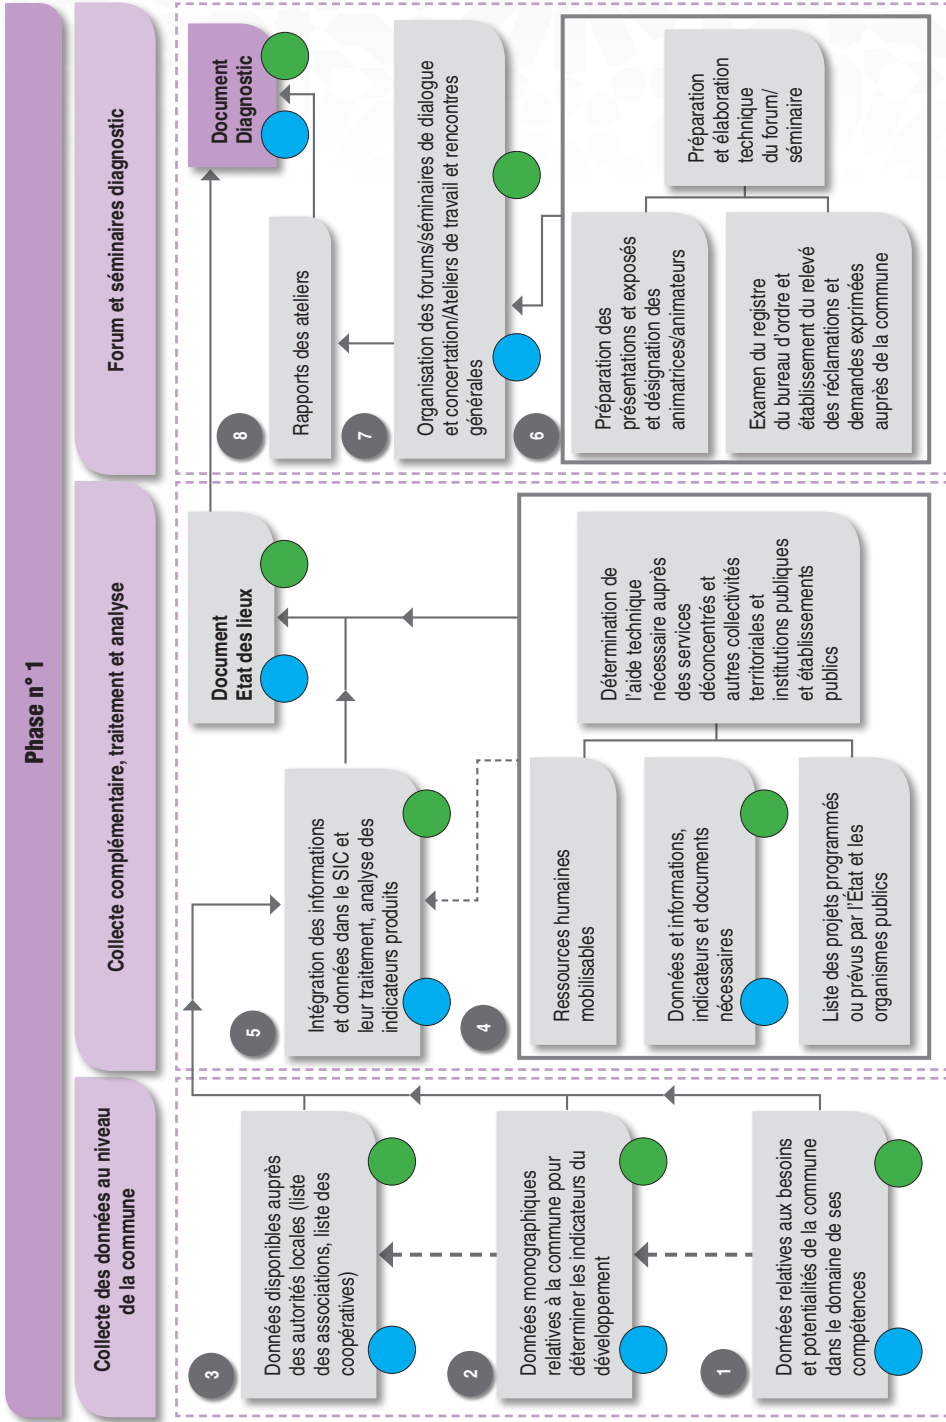 Phase n° 1
Collecte des données au niveau
de la commune
Collecte complémentaire, traitement et analyse
Forum et séminaires diagnostic
3
Données disponibles auprès
des autorités locales (liste
des associations, liste des
coopératives)
2
Données monographiques
relatives à la commune pour
déterminer les indicateurs du
développement
1
Données relatives aux besoins
et potentialités de la commune
dans le domaine de ses
compétences
Document
Etat des lieux
5
Intégration des informations
et données dans le SIC et
leur traitement, analyse des
indicateurs produits
4
Ressources humaines
mobilisables
Données et informations,
indicateurs et documents
nécessaires
Liste des projets programmés
ou prévus par l'État et les
organismes publics
Détermination de
l'aide technique
nécessaire auprès
des services
déconcentrés et
autres collectivités
territoriales et
institutions publiques
et établissements
publics
Document
Diagnostic
8
Rapports des ateliers
7
Organisation des forums/séminaires de dialogue
et concertation/Ateliers de travail et rencontres
générales
6
Préparation des
présentations et exposés
et désignation des
animatrices/animateurs
Examen du registre
du bureau d'ordre et
établissement du relevé
des réclamations et
demandes exprimées
auprès de la commune
Préparation
et élaboration
technique
du forum/
séminaire